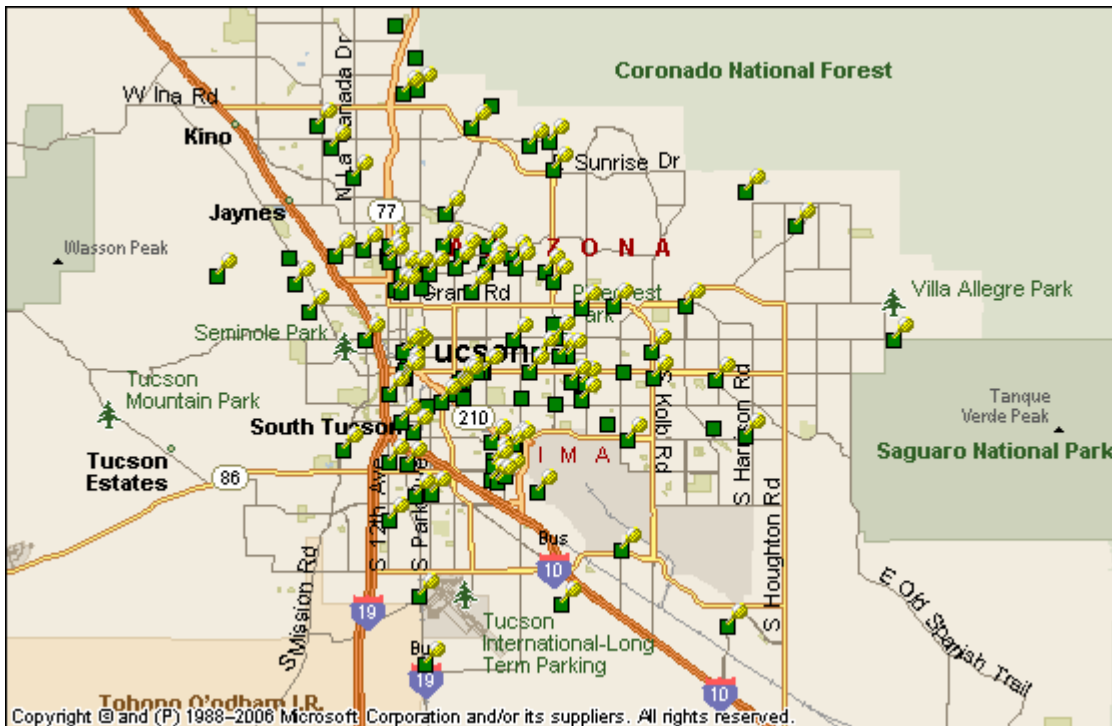 Coronado National Forest
W Ina Rd
N La Canada Dr
Kino
Sunrise Dr
Jaynes
77
Wasson Peak
Z O N A
Grant Rd
Villa Allegre Park
Seminole Park
Tucson
Tucson
Mountain Park
S Kolb Rd
S Harrison Rd
Tanque
Verde Peak
210
South Tucson
I M A
Saguaro National Park
Tucson
Estates
86
S 12th Ave
S Park Ave
S Houghton Rd
Bus
10
S Mission Rd
19
E Old Spanish Trail
Tucson
International-Long
Term Parking
Bu
19
10
Tohono O'odham I.R.
Copyright © and (P) 1988–2006 Microsoft Corporation and/or its suppliers. All rights reserved.